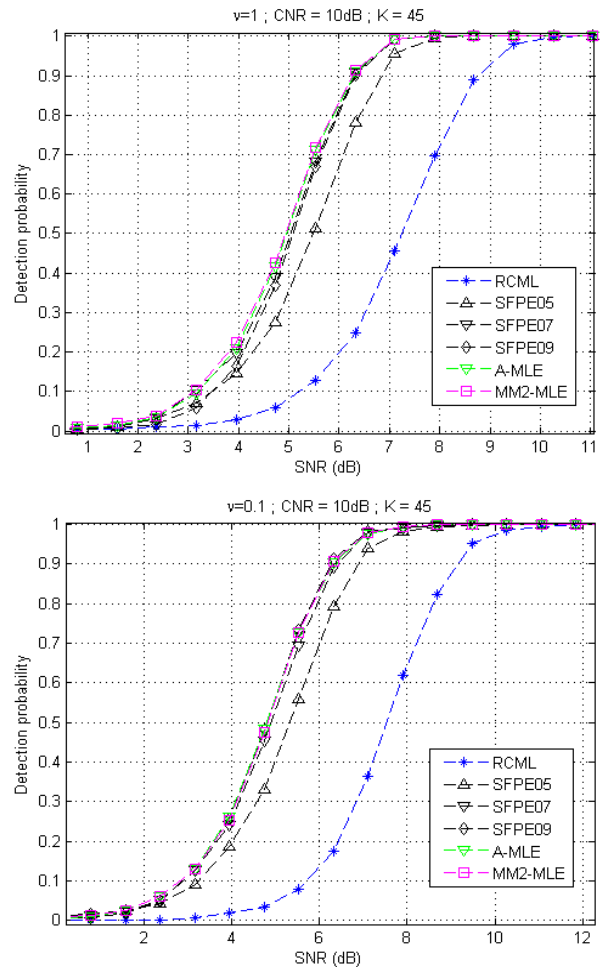 v=1 ; CNR = 10dB ; K = 45
Detection probability
1
0.9
0.8
0.7
0.6
0.5
0.4
0.3
0.2
0.1
0
RCML
SFPE05
SFPE07
SFPE09
A-MLE
MM2-MLE
1 2 3 4 5 6 7 8 9 10 11
SNR (dB)
v=0.1 ; CNR = 10dB ; K = 45
Detection probability
1
0.9
0.8
0.7
0.6
0.5
0.4
0.3
0.2
0.1
0
RCML
SFPE05
SFPE07
SFPE09
A-MLE
MM2-MLE
2 4 6 8 10 12
SNR (dB)